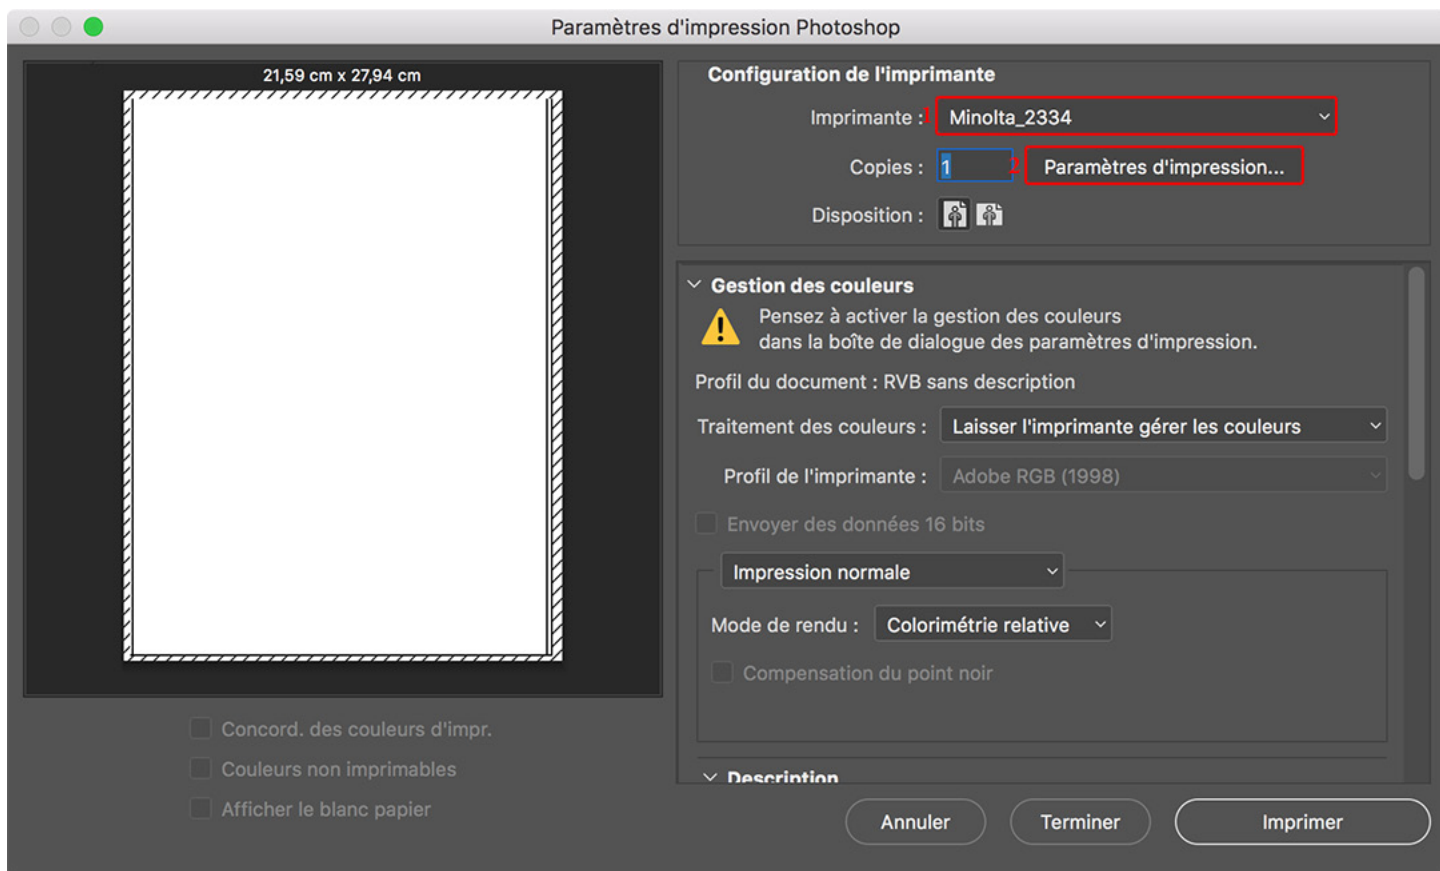 Paramètres d'impression Photoshop
21,59 cm x 27,94 cm
Configuration de l'imprimante
Imprimante : 1 Minolta_2334
Copies : 1 2 Paramètres d'impression...
Disposition :
Gestion des couleurs
Pensez à activer la gestion des couleurs
dans la boîte de dialogue des paramètres d'impression.
Profil du document : RVB sans description
Traitement des couleurs : Laisser l'imprimante gérer les couleurs
Profil de l'imprimante : Adobe RGB (1998)
Envoyer des données 16 bits
Impression normale
Mode de rendu : Colorimétrie relative
Compensation du point noir
Description
Concord. des couleurs d'impr.
Couleurs non imprimables
Afficher le blanc papier
Annuler Terminer Imprimer